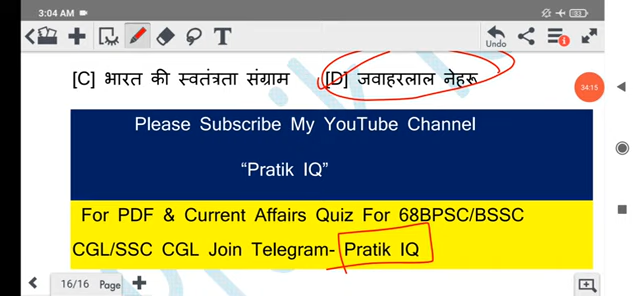 3:04 AM
33
Undo
[C] भारत की स्वतंत्रता संग्राम [D] जवाहरलाल नेहरू
34:15
Please Subscribe My YouTube Channel
“Pratik IQ”
For PDF & Current Affairs Quiz For 68BPSC/BSSC
CGL/SSC CGL Join Telegram- Pratik IQ
16/16 Page